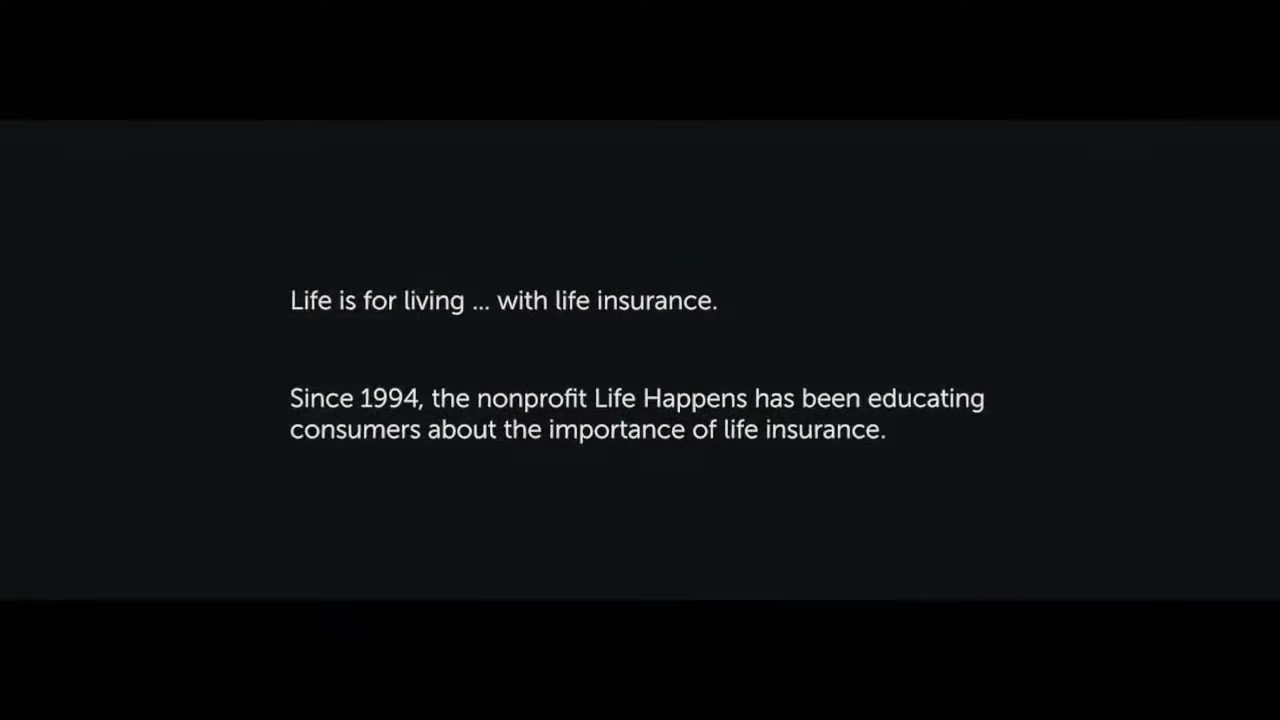 Life is for living ... with life insurance.
Since 1994, the nonprofit Life Happens has been educating
consumers about the importance of life insurance.